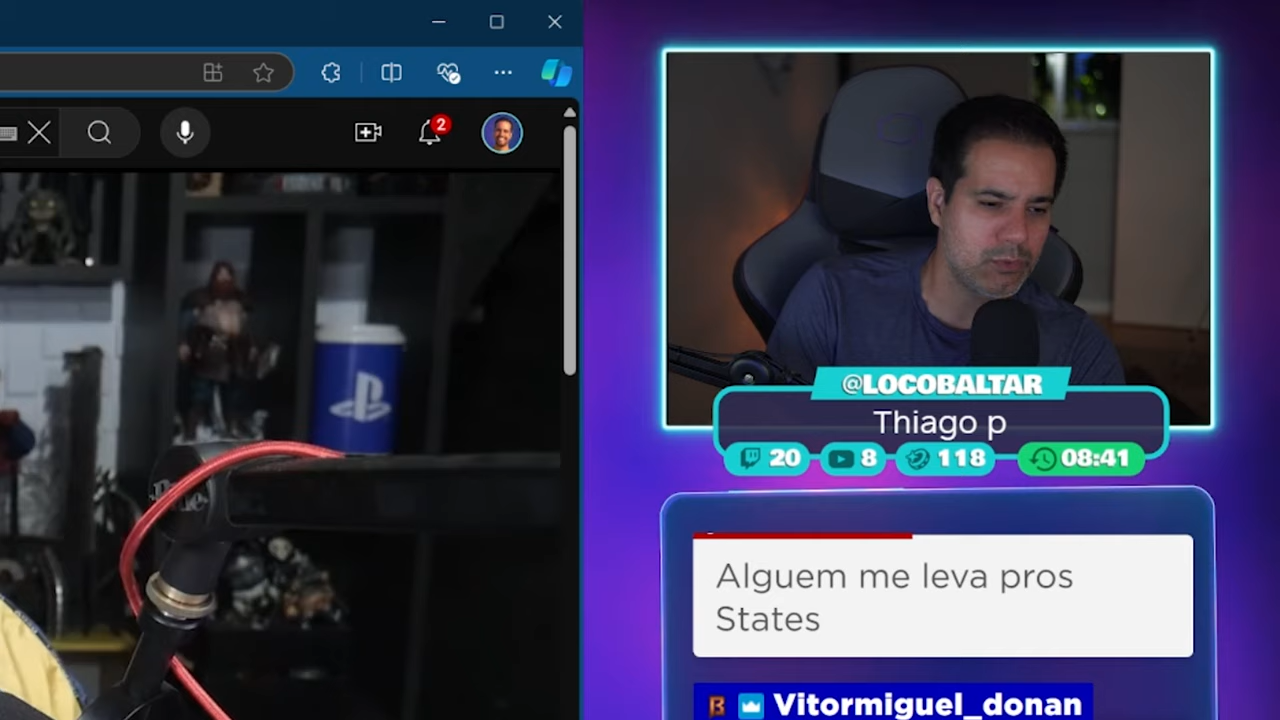 2
@LOCOBALTAR
Thiago p
20
8
118
08:41
Alguem me leva pros
States
Vitormiguel_donan